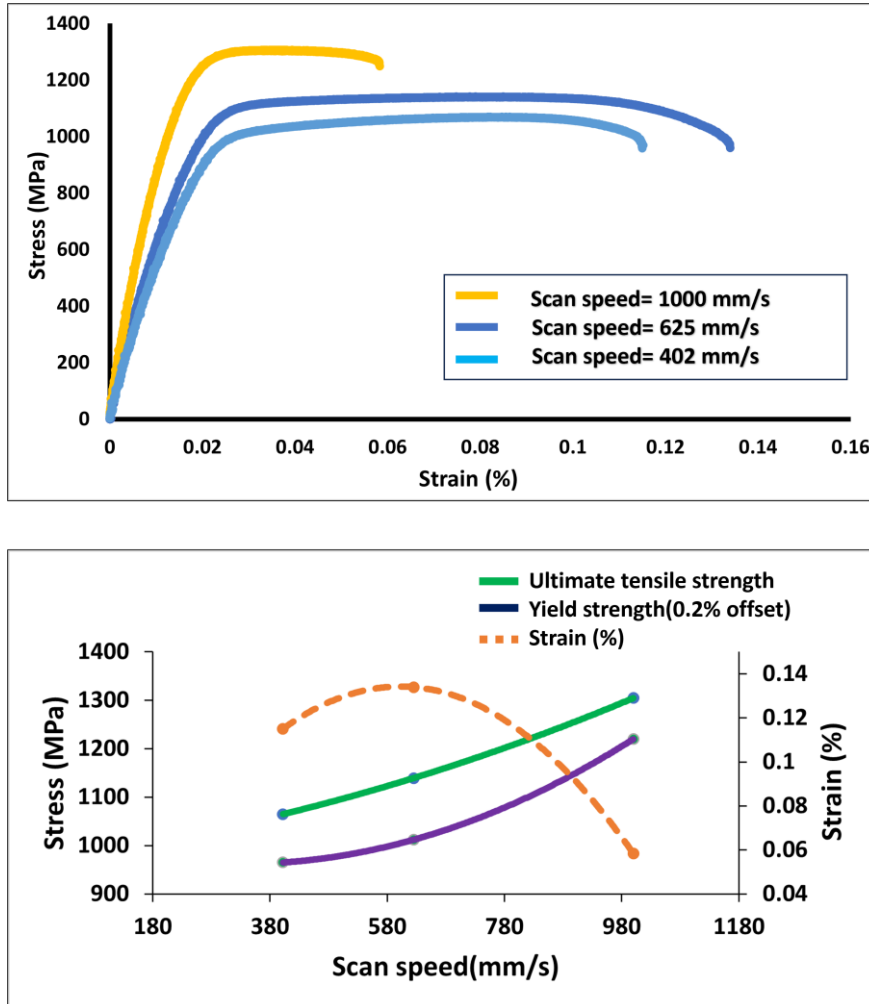 1400
1200
1000
800
600
400
200
0
Stress (MPa)
Scan speed= 1000 mm/s
Scan speed= 625 mm/s
Scan speed= 402 mm/s
0 0.02 0.04 0.06 0.08 0.1 0.12 0.14 0.16
Strain (%)
Ultimate tensile strength
Yield strength(0.2% offset)
Strain (%)
1400
1300
1200
1100
1000
900
Stress (MPa)
0.14
0.12
0.1
0.08
0.06
0.04
Strain (%)
180 380 580 780 980 1180
Scan speed(mm/s)